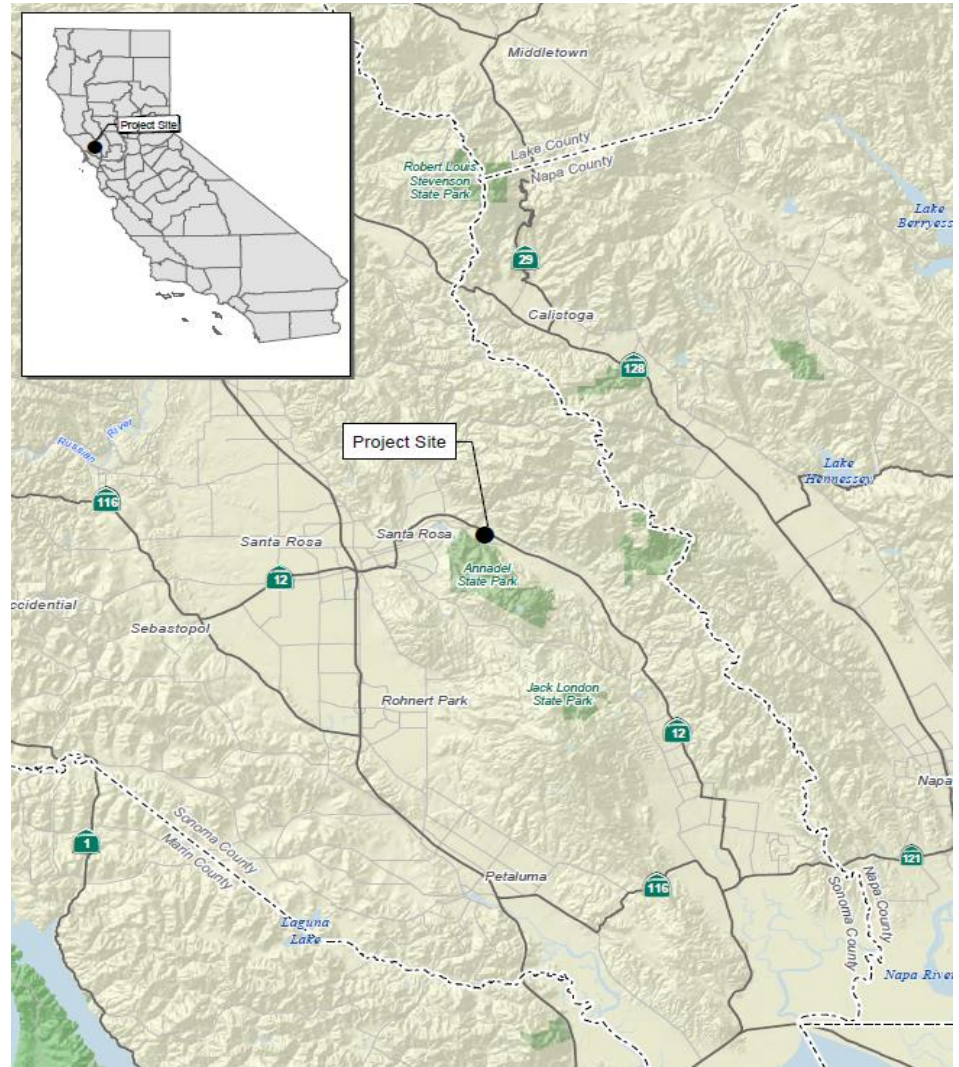 Project Site
Middletown
Lake County
Napa County
Robert Louis
Stevenson
State Park
Lake
Berryess
29
Calistoga
128
Project Site
Russian
River
Lake
Hennessey
116
Santa Rosa
Santa Rosa
12
Annadel
State Park
ccidental
Sebastopol
Rohnert Park
Jack London
State Park
12
Napa
Sonoma County
Marin County
1
121
Petaluma
116
Napa County
Sonoma County
Laguna
Lake
Napa River